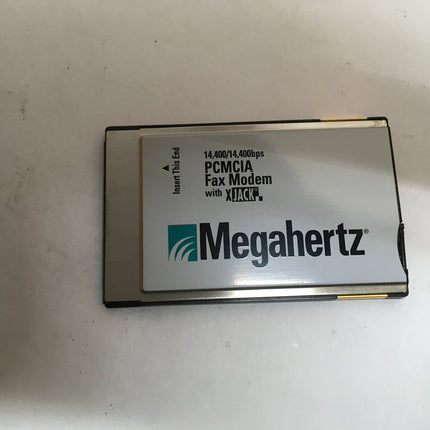 Insert This End
14,400/14,400bps
PCMCIA
Fax Modem
with XJACK®
Megahertz®